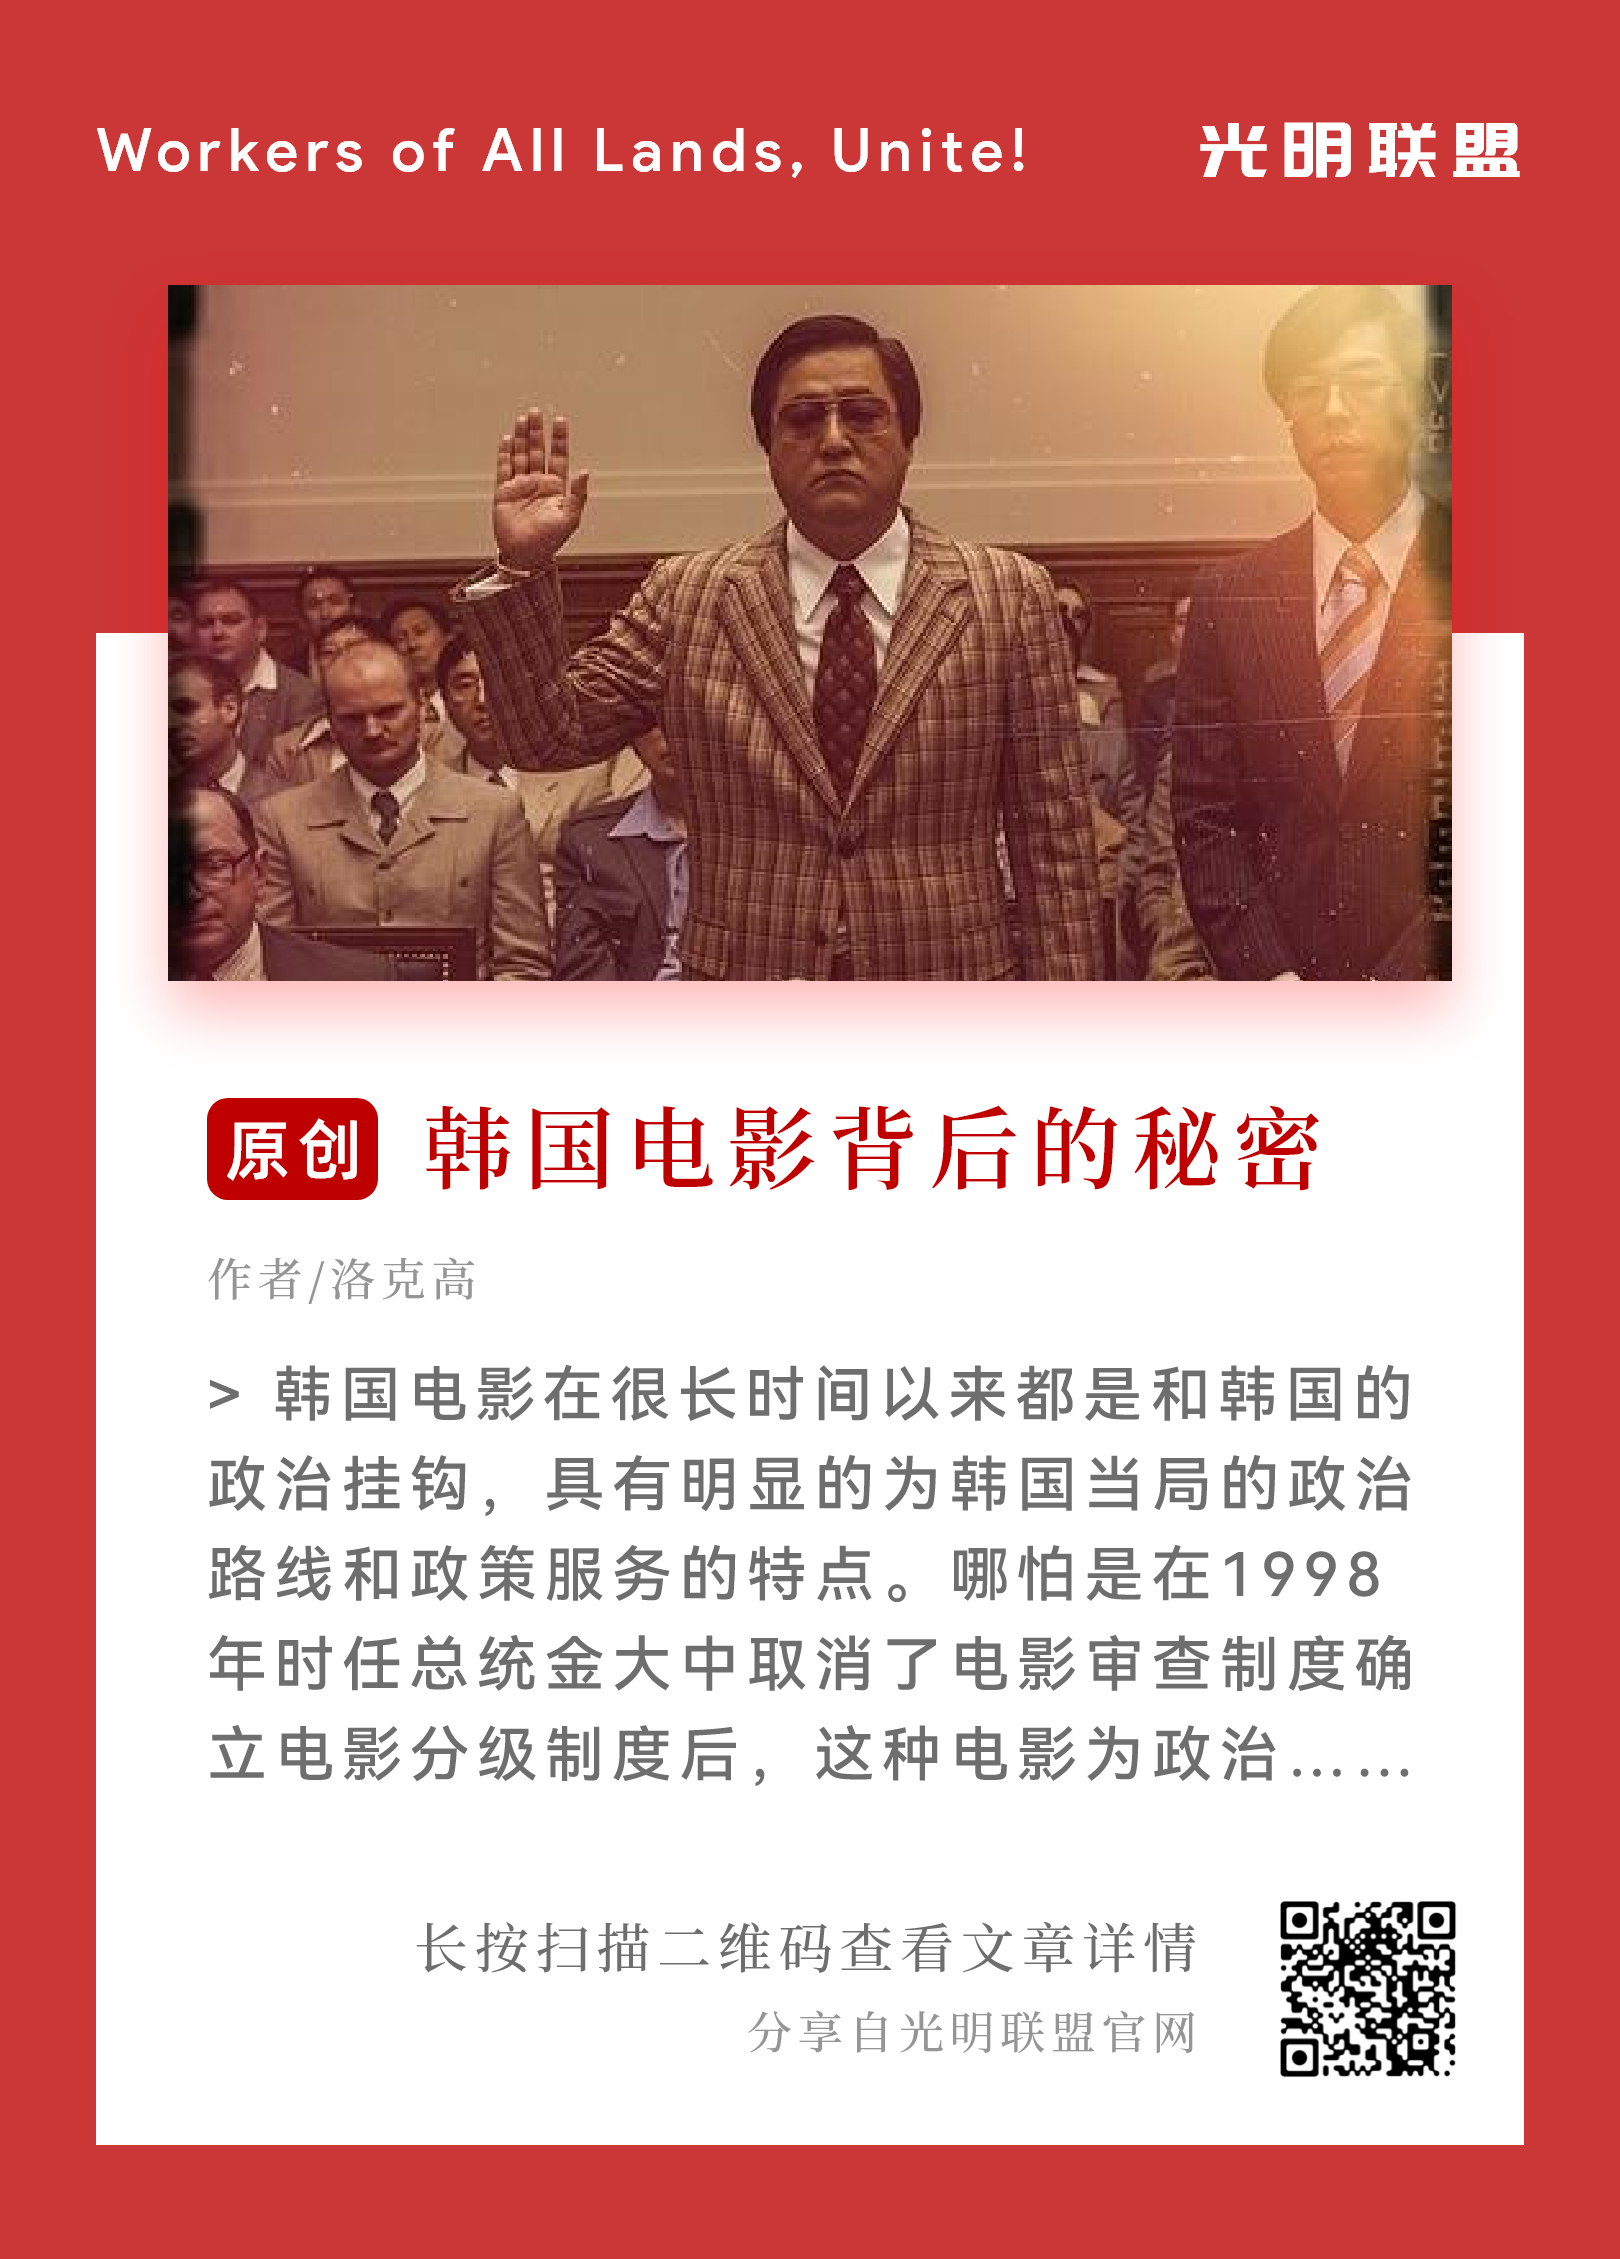 Workers of All Lands, Unite! 光明联盟
原创 韩国电影背后的秘密
作者/洛克高
> 韩国电影在很长时间以来都是和韩国的
政治挂钩，具有明显的为韩国当局的政治
路线和政策服务的特点。哪怕是在1998
年时任总统金大中取消了电影审查制度确
立电影分级制度后，这种电影为政治……
长按扫描二维码查看文章详情
分享自光明联盟官网